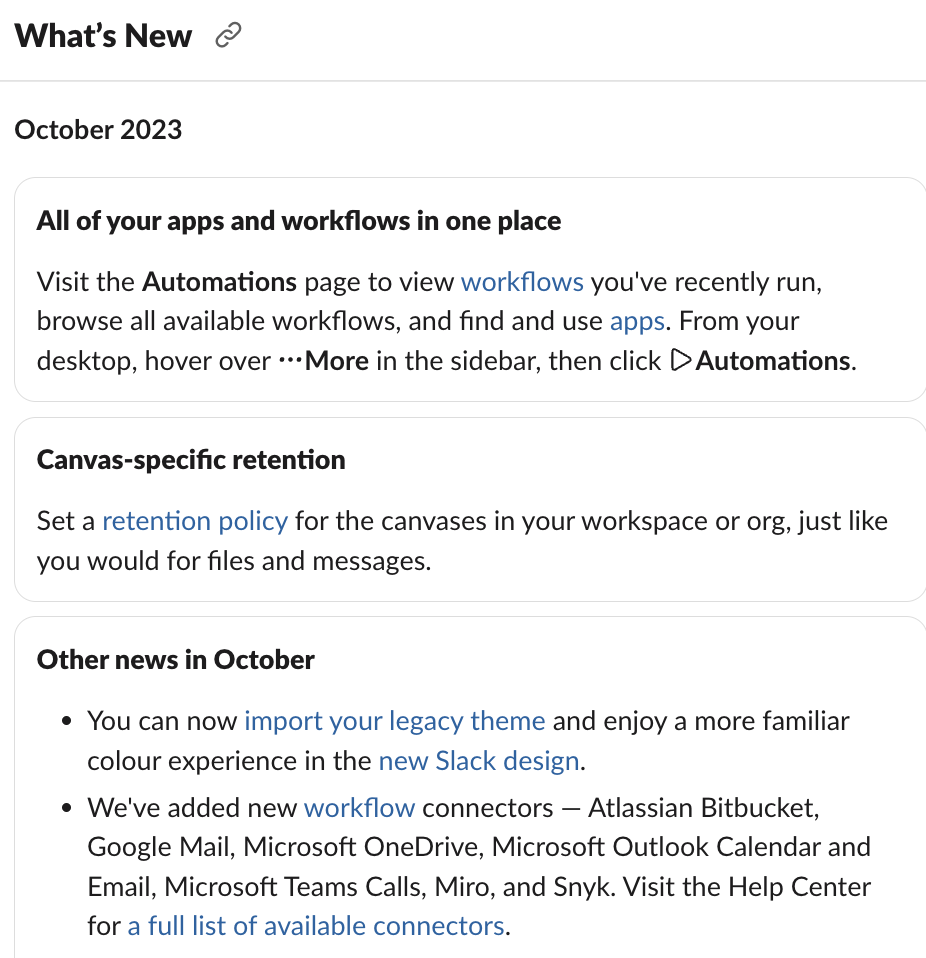 What’s New
October 2023
All of your apps and workflows in one place
Visit the Automations page to view workflows you've recently run,
browse all available workflows, and find and use apps. From your
desktop, hover over ···More in the sidebar, then click ▷Automations.
Canvas-specific retention
Set a retention policy for the canvases in your workspace or org, just like
you would for files and messages.
Other news in October
• You can now import your legacy theme and enjoy a more familiar
colour experience in the new Slack design.
• We've added new workflow connectors — Atlassian Bitbucket,
Google Mail, Microsoft OneDrive, Microsoft Outlook Calendar and
Email, Microsoft Teams Calls, Miro, and Snyk. Visit the Help Center
for a full list of available connectors.